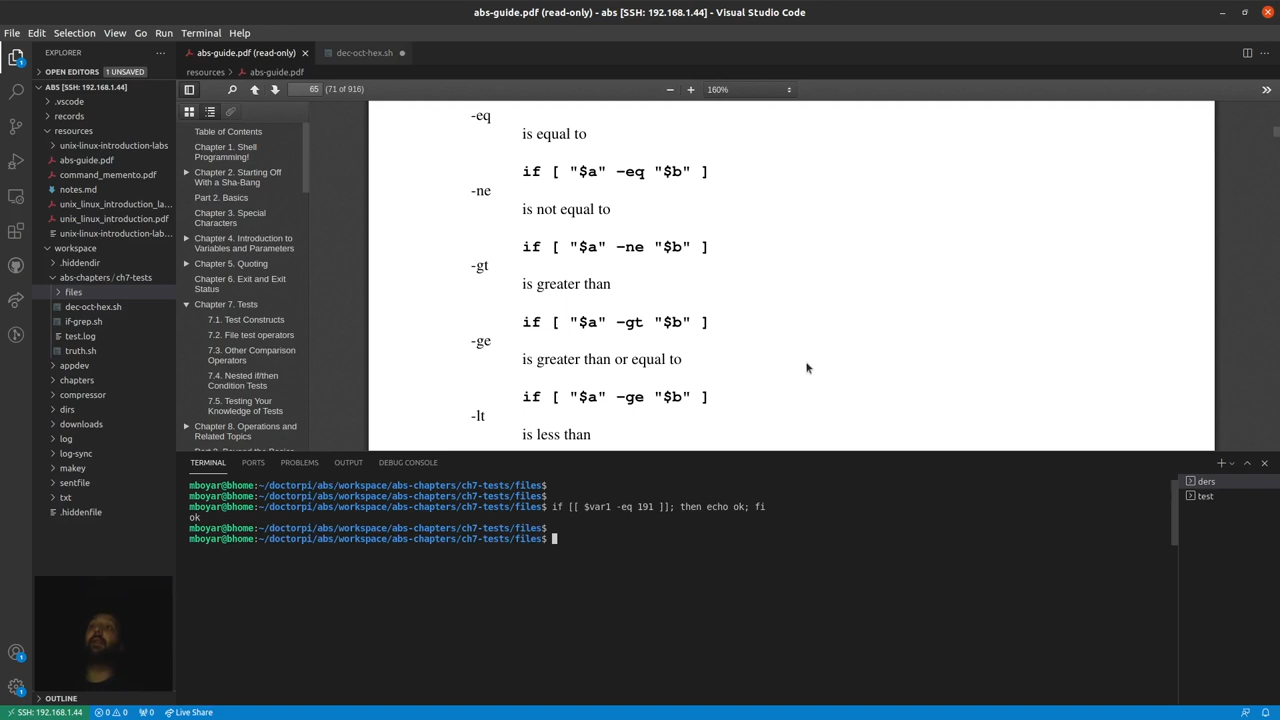 abs-guide.pdf (read-only) - abs [SSH: 192.168.1.44] - Visual Studio Code
File Edit Selection View Go Run Terminal Help
EXPLORER
OPEN EDITORS 1 UNSAVED
ABS [SSH: 192.168.1.44]
.vscode
records
resources
unix-linux-introduction-labs
abs-guide.pdf
command_memento.pdf
notes.md
unix_linux_introduction_la...
unix_linux_introduction.pdf
unix-linux-introduction-lab...
workspace
.hiddendir
abs-chapters / ch7-tests
files
dec-oct-hex.sh
if-grep.sh
test.log
truth.sh
appdev
chapters
compressor
dirs
downloads
log
log-sync
makey
sentfile
txt
.hiddenfile
OUTLINE
abs-guide.pdf (read-only)
dec-oct-hex.sh
resources > abs-guide.pdf
65 (71 of 916)
160%
Table of Contents
Chapter 1. Shell
Programming!
Chapter 2. Starting Off
With a Sha-Bang
Part 2. Basics
Chapter 3. Special
Characters
Chapter 4. Introduction to
Variables and Parameters
Chapter 5. Quoting
Chapter 6. Exit and Exit
Status
Chapter 7. Tests
7.1. Test Constructs
7.2. File test operators
7.3. Other Comparison
Operators
7.4. Nested if/then
Condition Tests
7.5. Testing Your
Knowledge of Tests
Chapter 8. Operations and
Related Topics
-eq
is equal to
if [ "$a" -eq "$b" ]
-ne
is not equal to
if [ "$a" -ne "$b" ]
-gt
is greater than
if [ "$a" -gt "$b" ]
-ge
is greater than or equal to
if [ "$a" -ge "$b" ]
-lt
is less than
TERMINAL PORTS PROBLEMS OUTPUT DEBUG CONSOLE
mboyar@bhome:~/doctorpi/abs/workspace/abs-chapters/ch7-tests/files$
mboyar@bhome:~/doctorpi/abs/workspace/abs-chapters/ch7-tests/files$
mboyar@bhome:~/doctorpi/abs/workspace/abs-chapters/ch7-tests/files$ if [[ $var1 -eq 191 ]]; then echo ok; fi
ok
mboyar@bhome:~/doctorpi/abs/workspace/abs-chapters/ch7-tests/files$
mboyar@bhome:~/doctorpi/abs/workspace/abs-chapters/ch7-tests/files$
ders
test
SSH: 192.168.1.44 0 0 0 Live Share